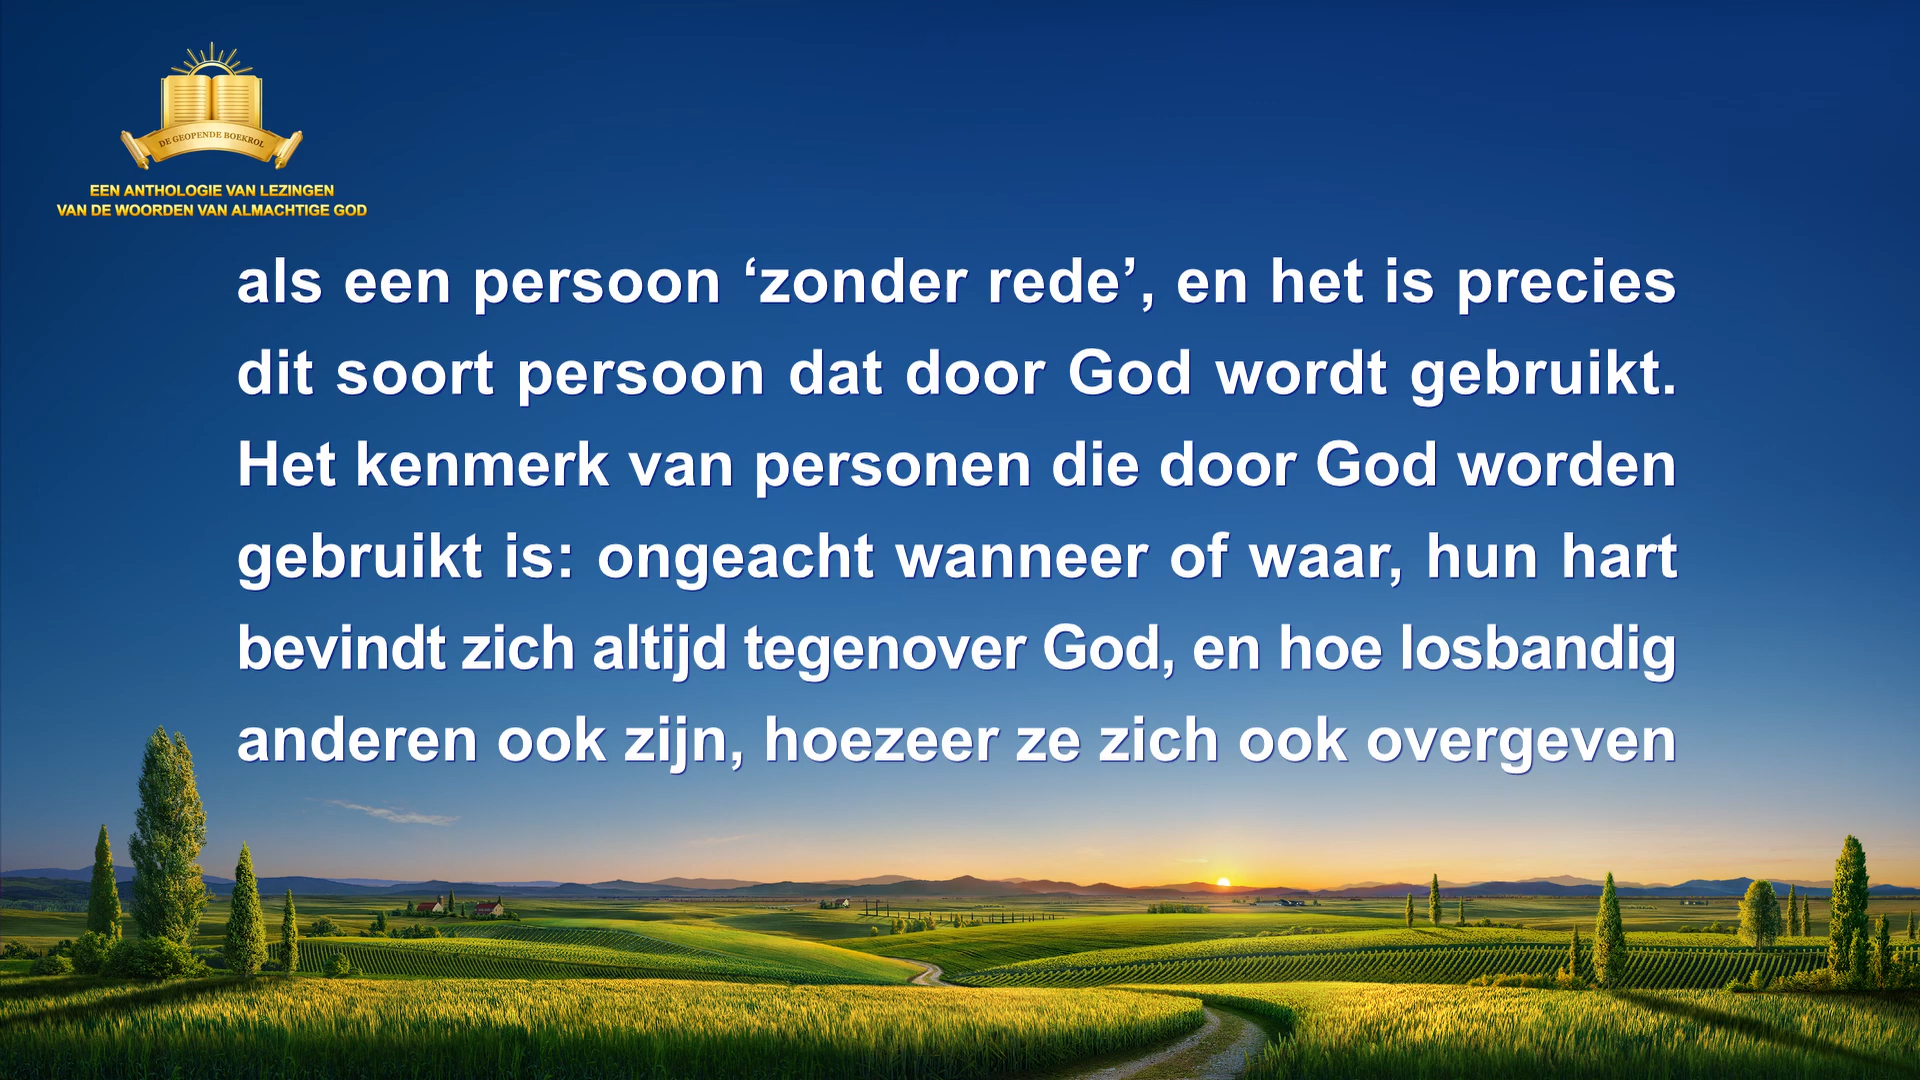 DE GEOPENDE BOEKROL
EEN ANTHOLOGIE VAN LEZINGEN
VAN DE WOORDEN VAN ALMACHTIGE GOD
als een persoon ‘zonder rede’, en het is precies
dit soort persoon dat door God wordt gebruikt.
Het kenmerk van personen die door God worden
gebruikt is: ongeacht wanneer of waar, hun hart
bevindt zich altijd tegenover God, en hoe losbandig
anderen ook zijn, hoezeer ze zich ook overgeven